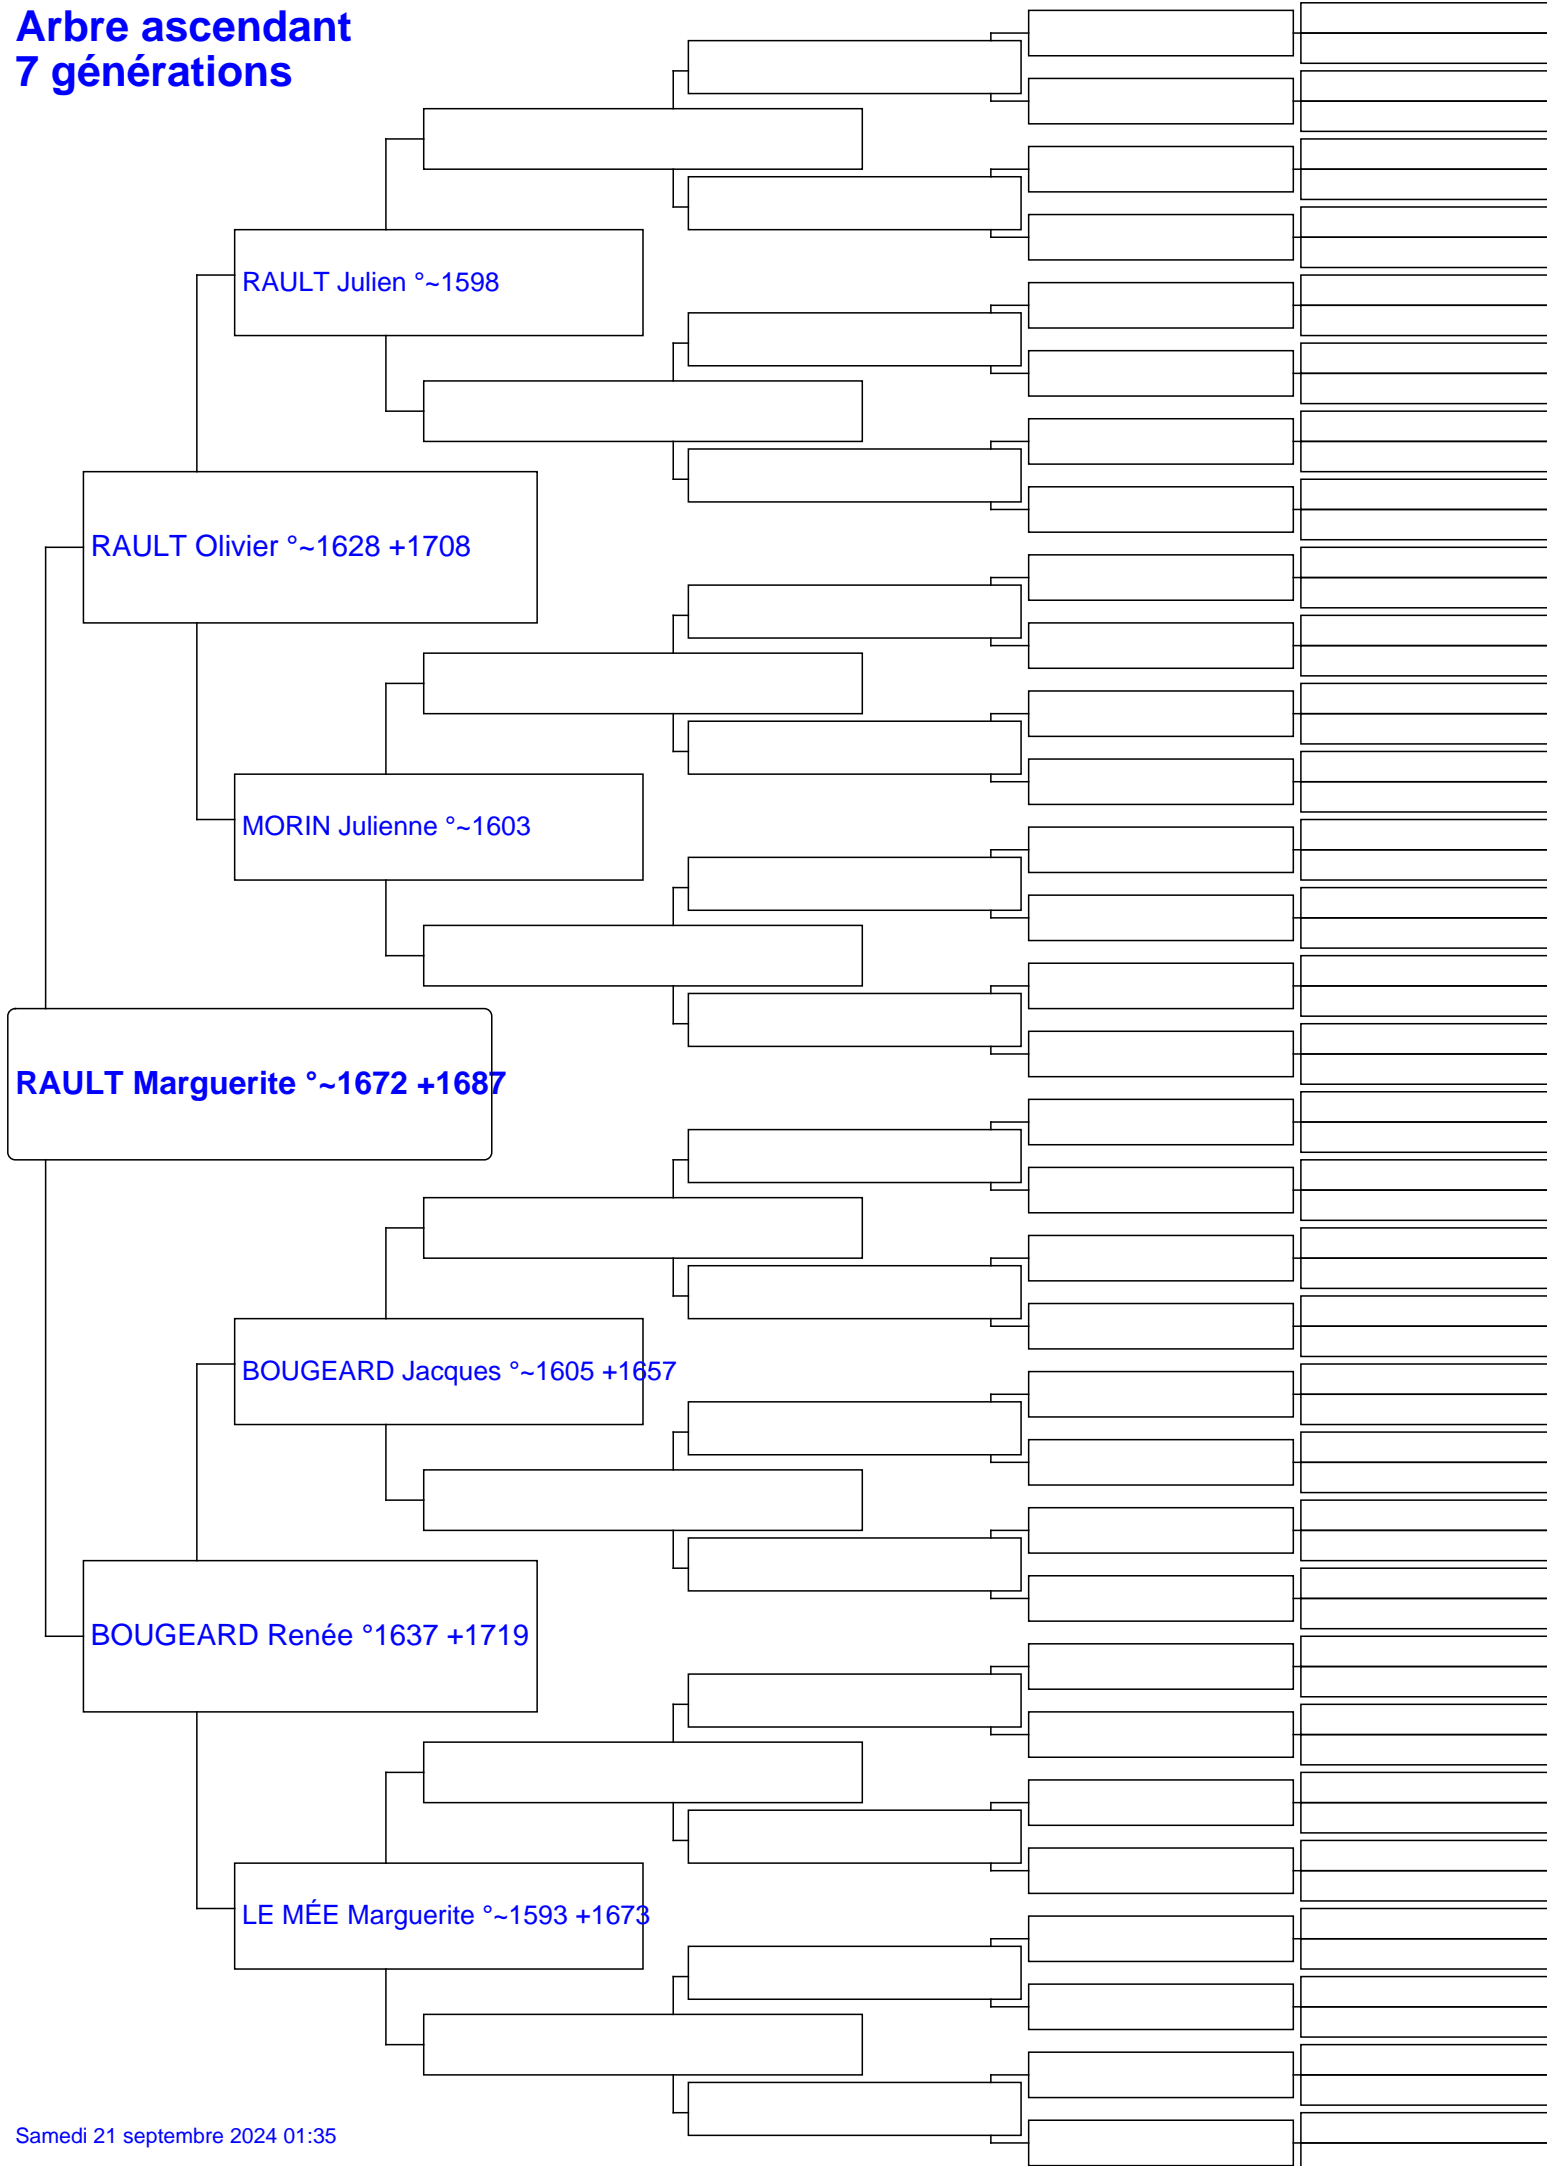 Arbre ascendant
7 générations
RAULT Julien °~1598
RAULT Olivier °~1628 +1708
MORIN Julienne °~1603
RAULT Marguerite °~1672 +1687
BOUGEARD Jacques °~1605 +1657
BOUGEARD Renée °1637 +1719
LE MÉE Marguerite °~1593 +1673
Samedi 21 septembre 2024 01:35